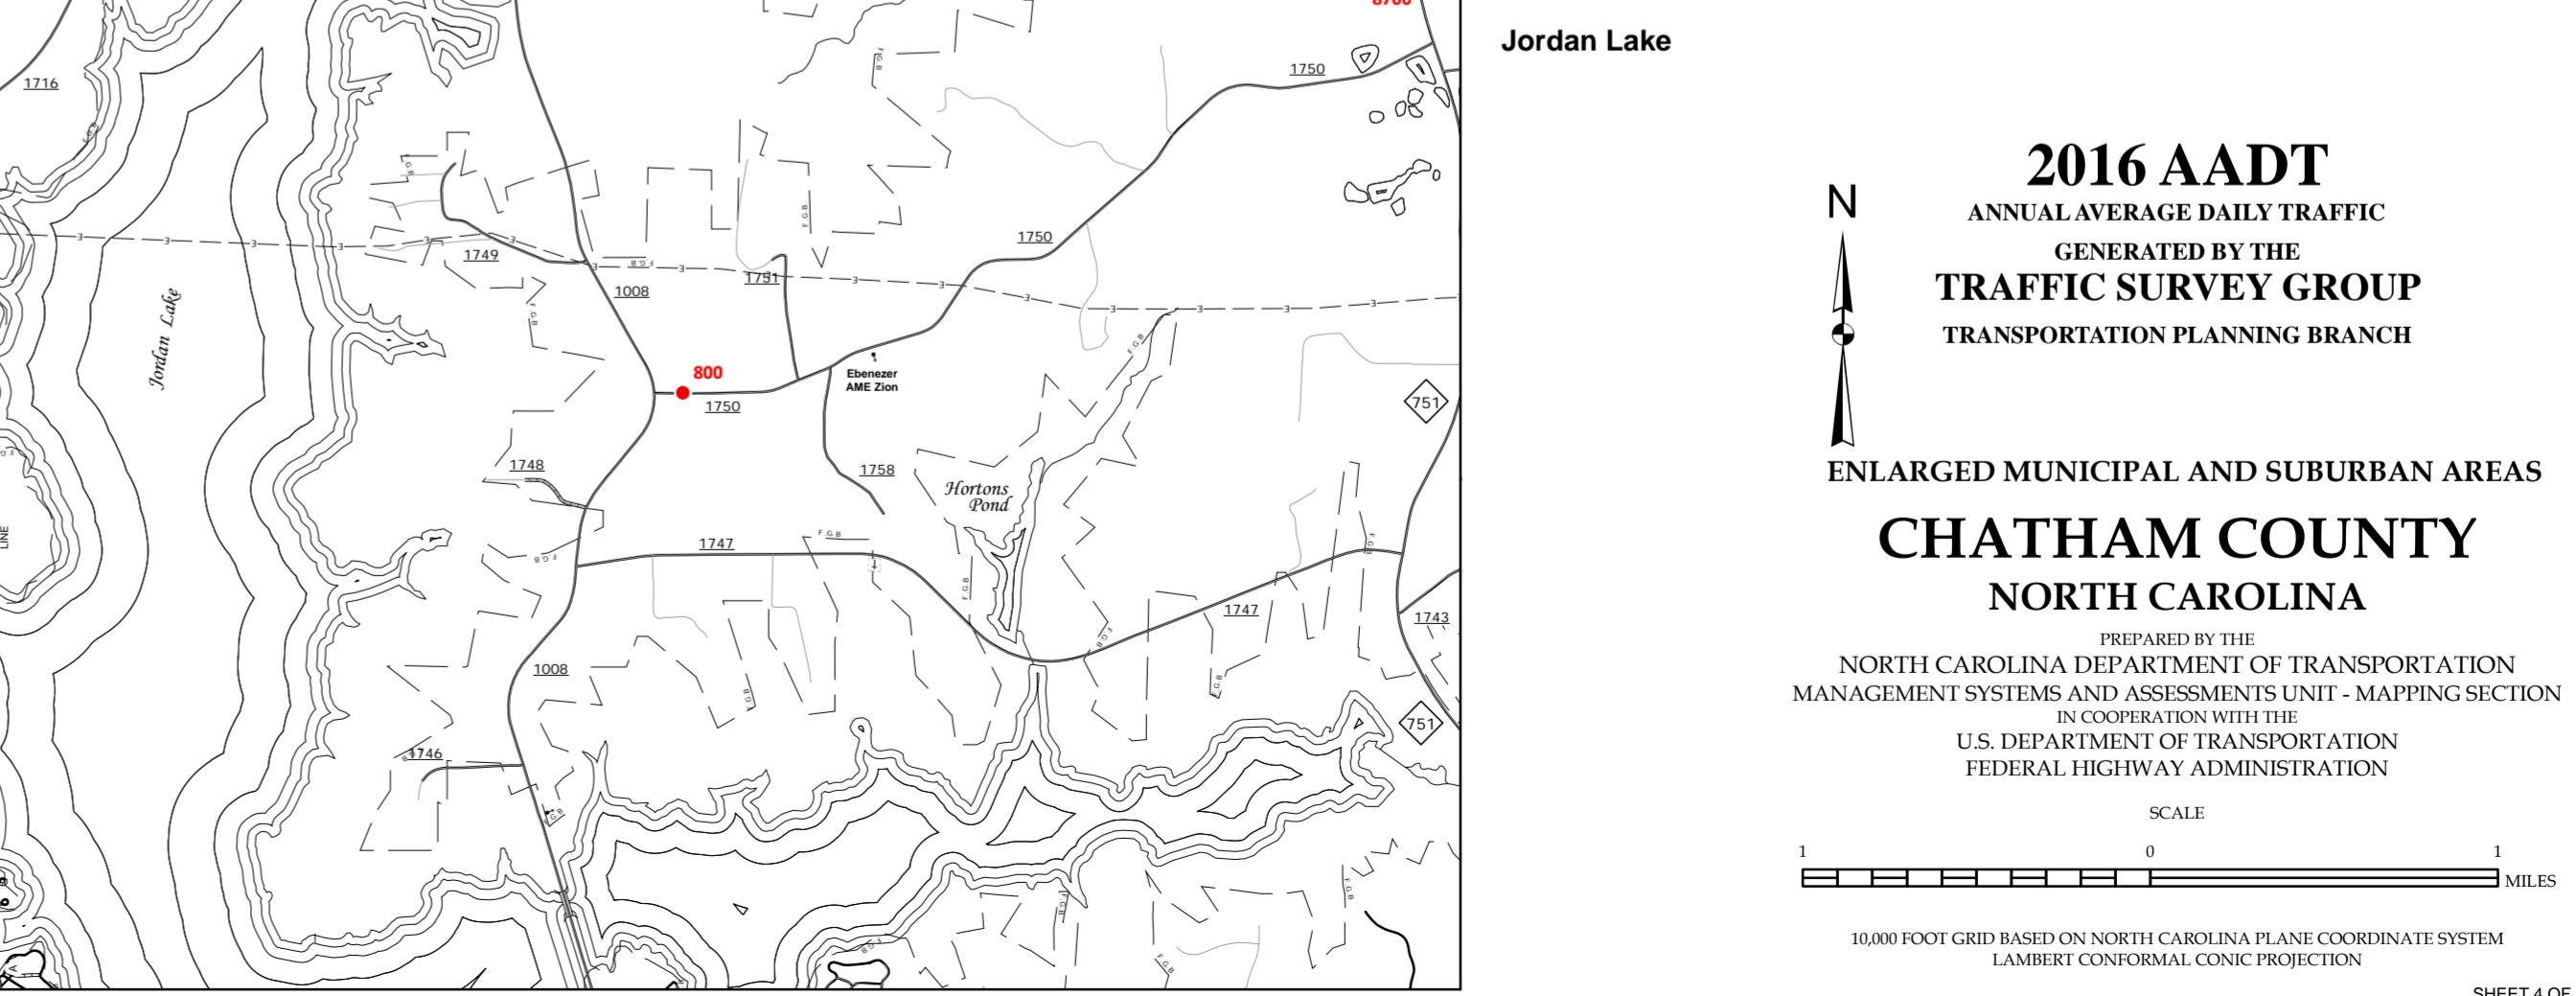 8700
Jordan Lake
1716
1750
F.G.B
F.G.B
F.G.B
F.G.B
1749
1750
1751
1008
F.G.B
F.G.B
Jordan Lake
F.G.B
800
1750
Ebenezer
AME Zion
751
1748
1758
Hortons
Pond
LINE
1747
F.G.B
F.G.B
F.G.B
F.G.B
1747
1743
F.G.B
1008
F.G.B
F.G.B
751
1746
F.G.B
F.G.B
F.G.B
F.G.B
F.G.B
2016 AADT
ANNUAL AVERAGE DAILY TRAFFIC
GENERATED BY THE
TRAFFIC SURVEY GROUP
TRANSPORTATION PLANNING BRANCH
N
ENLARGED MUNICIPAL AND SUBURBAN AREAS
CHATHAM COUNTY
NORTH CAROLINA
PREPARED BY THE
NORTH CAROLINA DEPARTMENT OF TRANSPORTATION
MANAGEMENT SYSTEMS AND ASSESSMENTS UNIT - MAPPING SECTION
IN COOPERATION WITH THE
U.S. DEPARTMENT OF TRANSPORTATION
FEDERAL HIGHWAY ADMINISTRATION
SCALE
1 0 1
MILES
10,000 FOOT GRID BASED ON NORTH CAROLINA PLANE COORDINATE SYSTEM
LAMBERT CONFORMAL CONIC PROJECTION
SHEET 4 OF